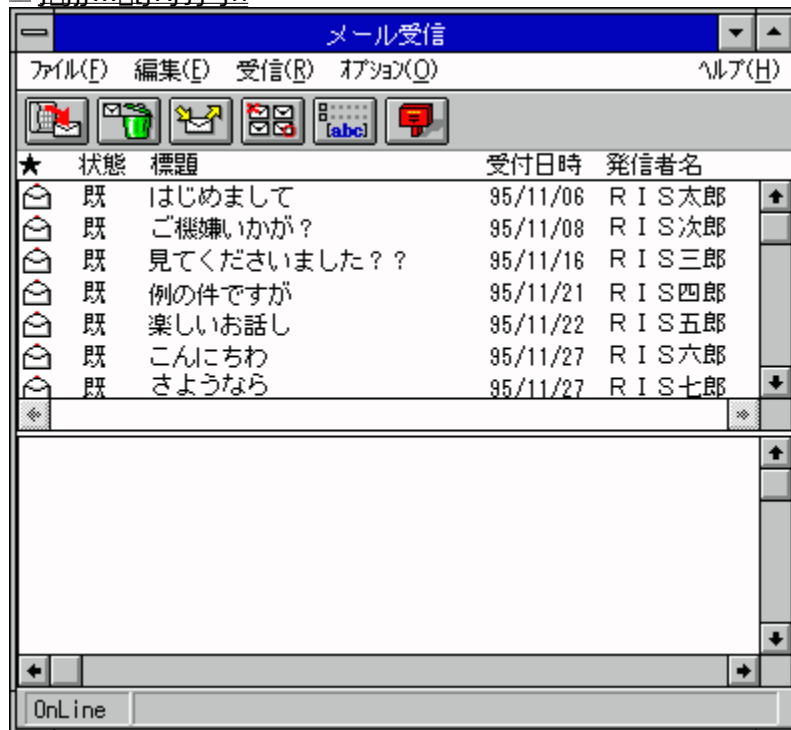 メール受信
ﾌｧｲﾙ(F) 編集(E) 受信(R) ｵﾌﾟｼｮﾝ(O) ﾍﾙﾌﾟ(H)
[abc]
★ 状態 標題 受付日時 発信者名
既 はじめまして 95/11/06 ＲＩＳ太郎
既 ご機嫌いかが？ 95/11/08 ＲＩＳ次郎
既 見てくださいました？？ 95/11/16 ＲＩＳ三郎
既 例の件ですが 95/11/21 ＲＩＳ四郎
既 楽しいお話し 95/11/22 ＲＩＳ五郎
既 こんにちわ 95/11/27 ＲＩＳ六郎
既 さようなら 95/11/27 ＲＩＳ七郎
OnLine